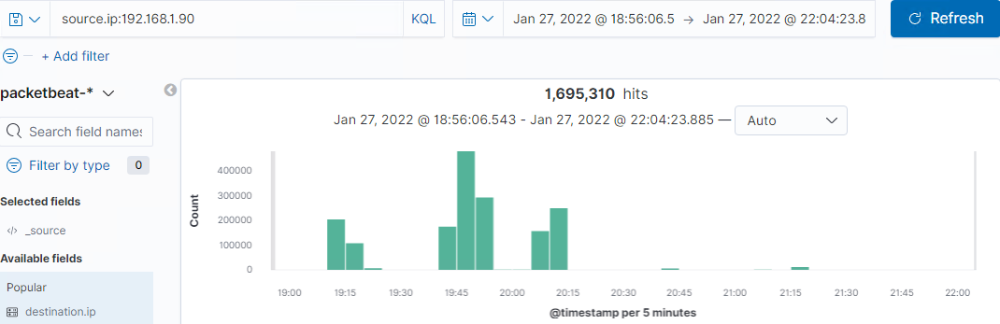 source.ip:192.168.1.90 KQL Jan 27, 2022 @ 18:56:06.5 → Jan 27, 2022 @ 22:04:23.8 Refresh
+ Add filter
packetbeat-*
1,695,310 hits
Jan 27, 2022 @ 18:56:06.543 - Jan 27, 2022 @ 22:04:23.885 — Auto
Search field names
Filter by type 0
Selected fields
</> _source
Available fields
Popular
destination.ip
Count
400000
300000
200000
100000
0
19:00 19:15 19:30 19:45 20:00 20:15 20:30 20:45 21:00 21:15 21:30 21:45 22:00
@timestamp per 5 minutes